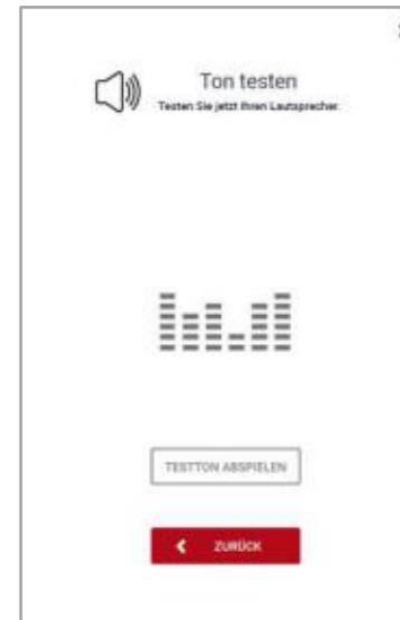 Ton testen
Testen Sie jetzt Ihren Lautsprecher.
TESTTON ABSPIELEN
ZURÜCK